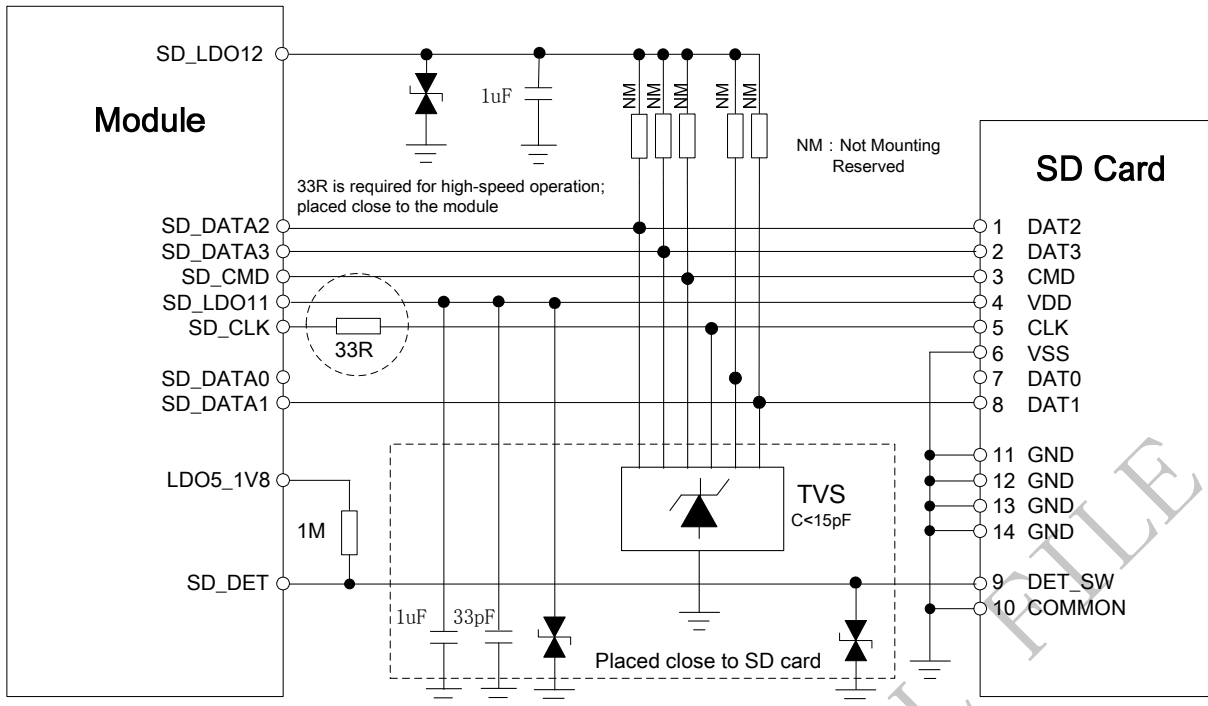 SD_LDO12
Module
1uF
NM
NM
NM
NM
NM
NM : Not Mounting
Reserved
SD Card
33R is required for high-speed operation;
placed close to the module
SD_DATA2
SD_DATA3
SD_CMD
SD_LDO11
SD_CLK
33R
SD_DATA0
SD_DATA1
1 DAT2
2 DAT3
3 CMD
4 VDD
5 CLK
6 VSS
7 DAT0
8 DAT1
LDO5_1V8
1M
SD_DET
TVS
C<15pF
11 GND
12 GND
13 GND
14 GND
9 DET_SW
10 COMMON
1uF
33pF
Placed close to SD card
FILE